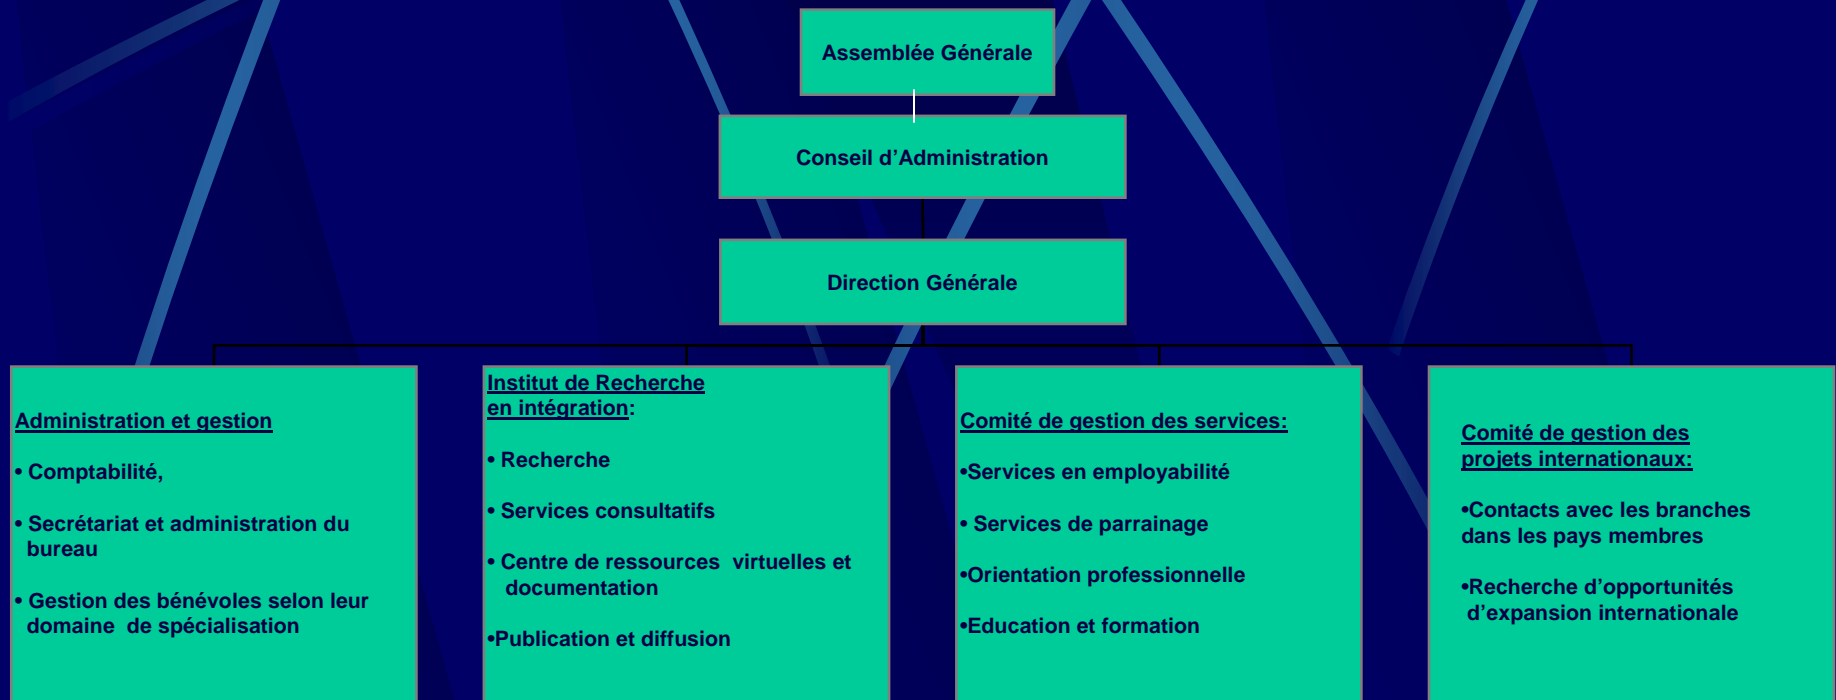 Assemblée Générale
Conseil d’Administration
Direction Générale
Administration et gestion
• Comptabilité,
• Secrétariat et administration du
bureau
• Gestion des bénévoles selon leur
domaine de spécialisation
Institut de Recherche
en intégration:
• Recherche
• Services consultatifs
• Centre de ressources virtuelles et
documentation
•Publication et diffusion
Comité de gestion des services:
•Services en employabilité
• Services de parrainage
•Orientation professionnelle
•Education et formation
Comité de gestion des
projets internationaux:
•Contacts avec les branches
dans les pays membres
•Recherche d’opportunités
d’expansion internationale